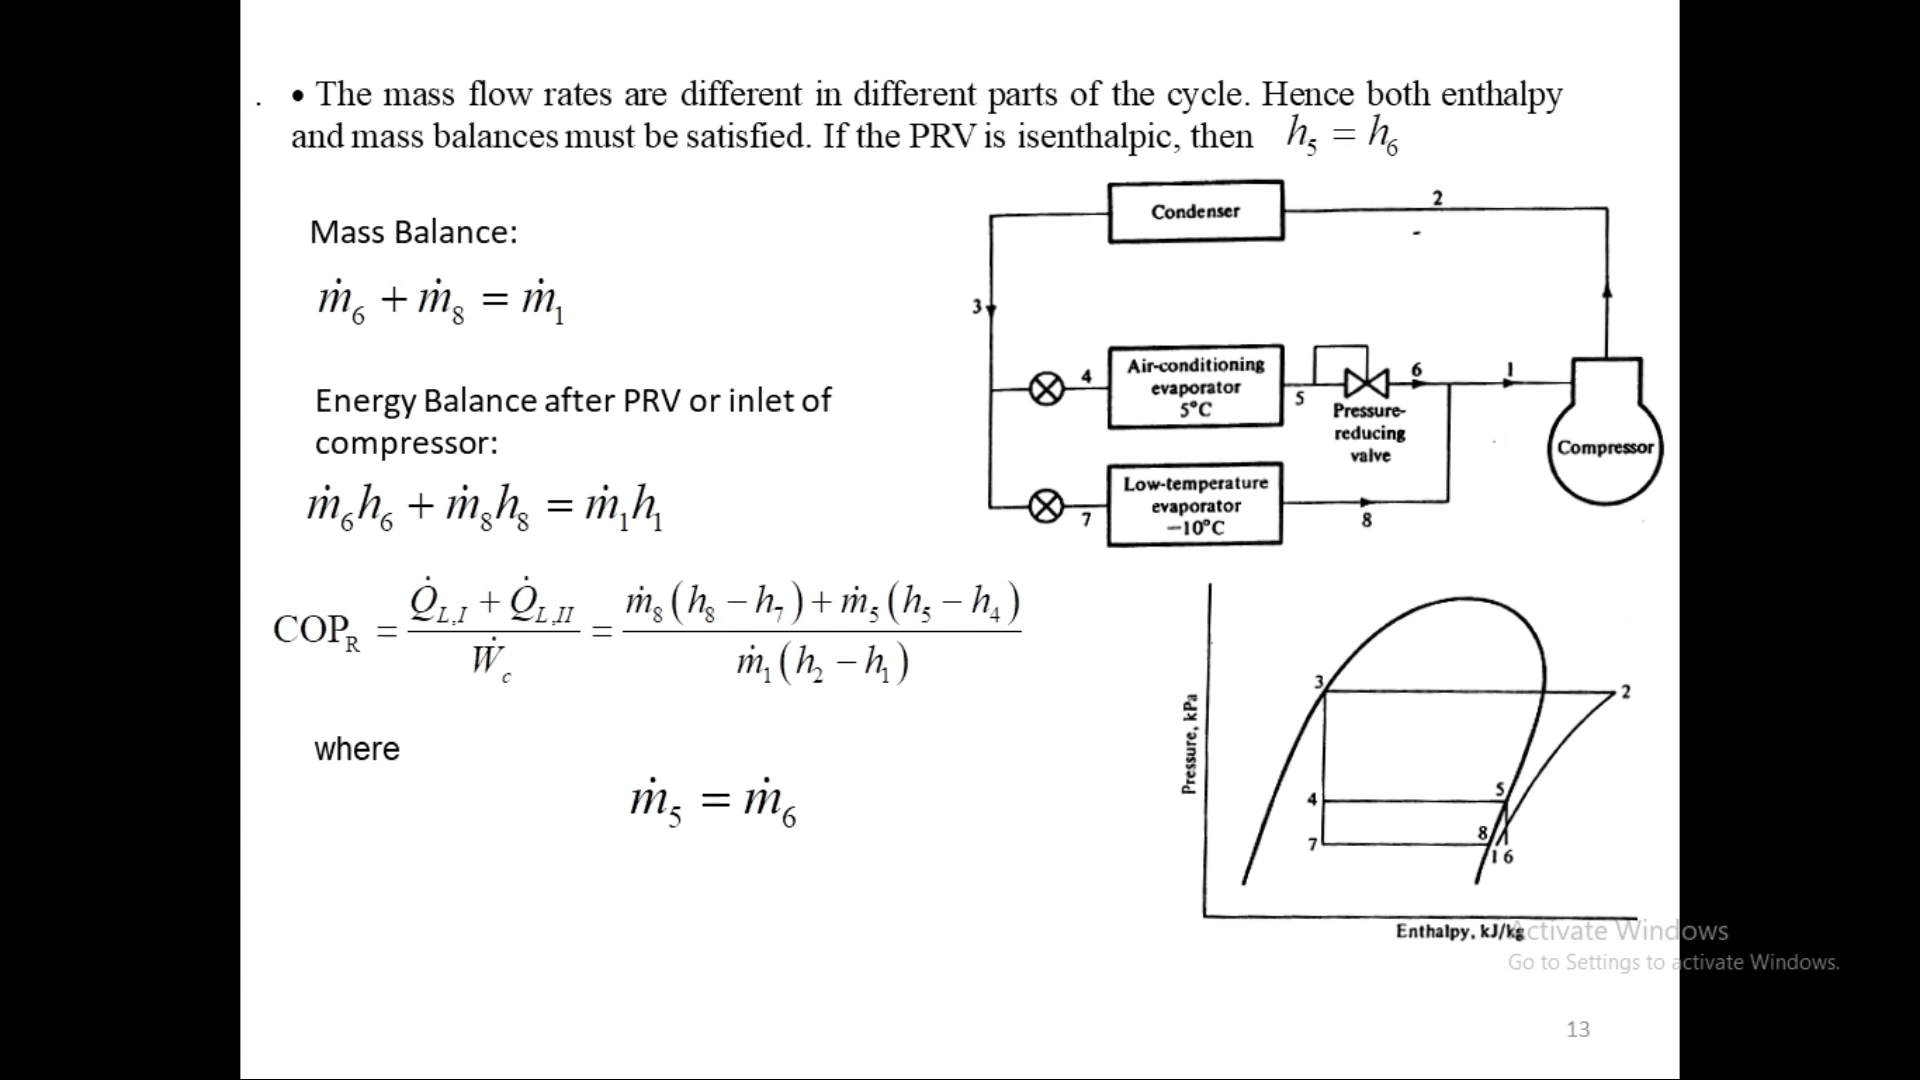 . • The mass flow rates are different in different parts of the cycle. Hence both enthalpy
and mass balances must be satisfied. If the PRV is isenthalpic, then h₅ = h₆
Mass Balance:
ṁ₆ + ṁ₈ = ṁ₁
Energy Balance after PRV or inlet of
compressor:
ṁ₆h₆ + ṁ₈h₈ = ṁ₁h₁
COP_R = (Q̇_L,I + Q̇_L,II) / Ẇ_c = (ṁ₈(h₈ − h₇) + ṁ₅(h₅ − h₄)) / (ṁ₁(h₂ − h₁))
where
ṁ₅ = ṁ₆
Condenser
2
3
4
Air-conditioning
evaporator
5°C
5
6
1
Pressure-
reducing
valve
Compressor
7
Low-temperature
evaporator
−10°C
8
Pressure, kPa
3
2
4
5
7
8
1 6
Enthalpy, kJ/kg
Activate Windows
Go to Settings to activate Windows.
13